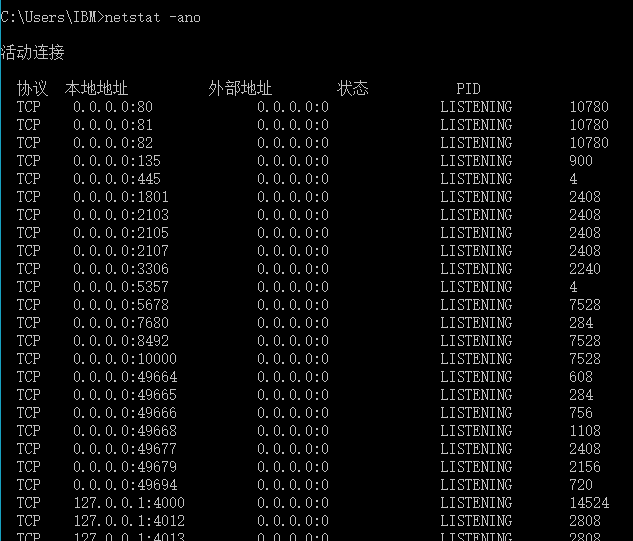 C:\Users\IBM>netstat -ano
活动连接
协议 本地地址 外部地址 状态 PID
TCP 0.0.0.0:80 0.0.0.0:0 LISTENING 10780
TCP 0.0.0.0:81 0.0.0.0:0 LISTENING 10780
TCP 0.0.0.0:82 0.0.0.0:0 LISTENING 10780
TCP 0.0.0.0:135 0.0.0.0:0 LISTENING 900
TCP 0.0.0.0:445 0.0.0.0:0 LISTENING 4
TCP 0.0.0.0:1801 0.0.0.0:0 LISTENING 2408
TCP 0.0.0.0:2103 0.0.0.0:0 LISTENING 2408
TCP 0.0.0.0:2105 0.0.0.0:0 LISTENING 2408
TCP 0.0.0.0:2107 0.0.0.0:0 LISTENING 2408
TCP 0.0.0.0:3306 0.0.0.0:0 LISTENING 2240
TCP 0.0.0.0:5357 0.0.0.0:0 LISTENING 4
TCP 0.0.0.0:5678 0.0.0.0:0 LISTENING 7528
TCP 0.0.0.0:7680 0.0.0.0:0 LISTENING 284
TCP 0.0.0.0:8492 0.0.0.0:0 LISTENING 7528
TCP 0.0.0.0:10000 0.0.0.0:0 LISTENING 7528
TCP 0.0.0.0:49664 0.0.0.0:0 LISTENING 608
TCP 0.0.0.0:49665 0.0.0.0:0 LISTENING 284
TCP 0.0.0.0:49666 0.0.0.0:0 LISTENING 756
TCP 0.0.0.0:49668 0.0.0.0:0 LISTENING 1108
TCP 0.0.0.0:49677 0.0.0.0:0 LISTENING 2408
TCP 0.0.0.0:49679 0.0.0.0:0 LISTENING 2156
TCP 0.0.0.0:49694 0.0.0.0:0 LISTENING 720
TCP 127.0.0.1:4000 0.0.0.0:0 LISTENING 14524
TCP 127.0.0.1:4012 0.0.0.0:0 LISTENING 2808
TCP 127.0.0.1:4013 0.0.0.0:0 LISTENING 2808